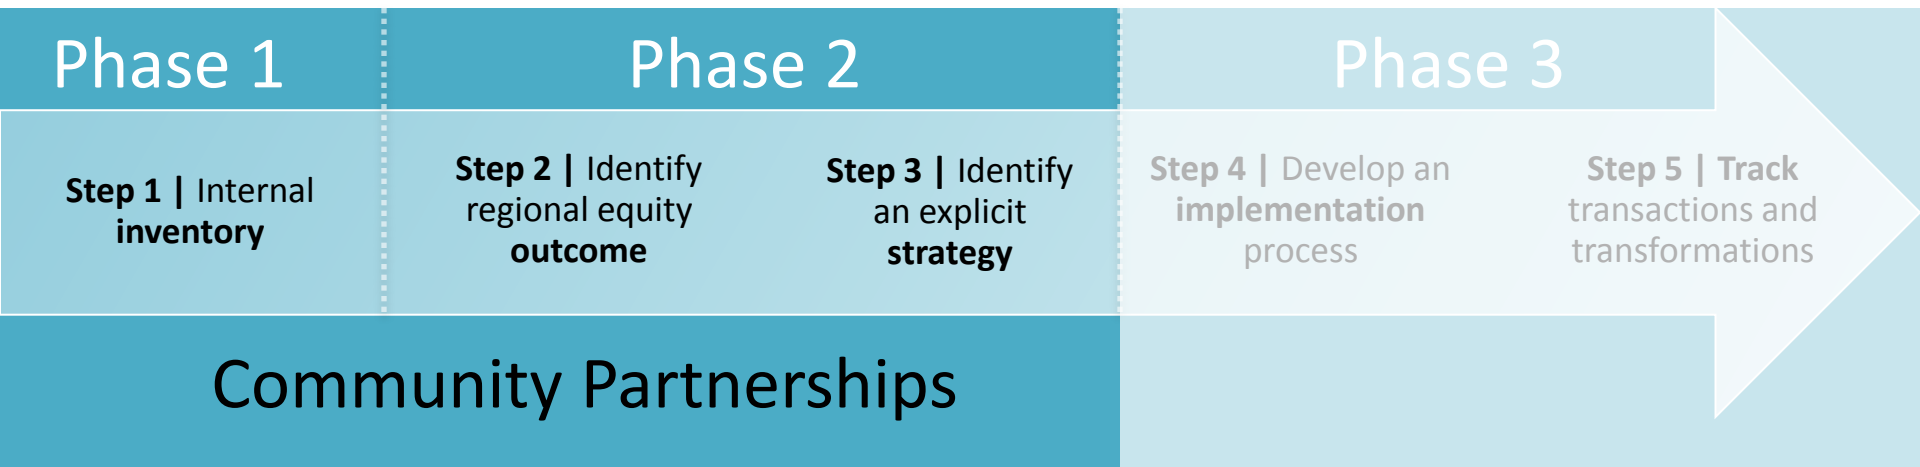 Phase 1
Phase 2
Phase 3
Step 1 | Internal
inventory
Step 2 | Identify
regional equity
outcome
Step 3 | Identify
an explicit
strategy
Step 4 | Develop an
implementation
process
Step 5 | Track
transactions and
transformations
Community Partnerships